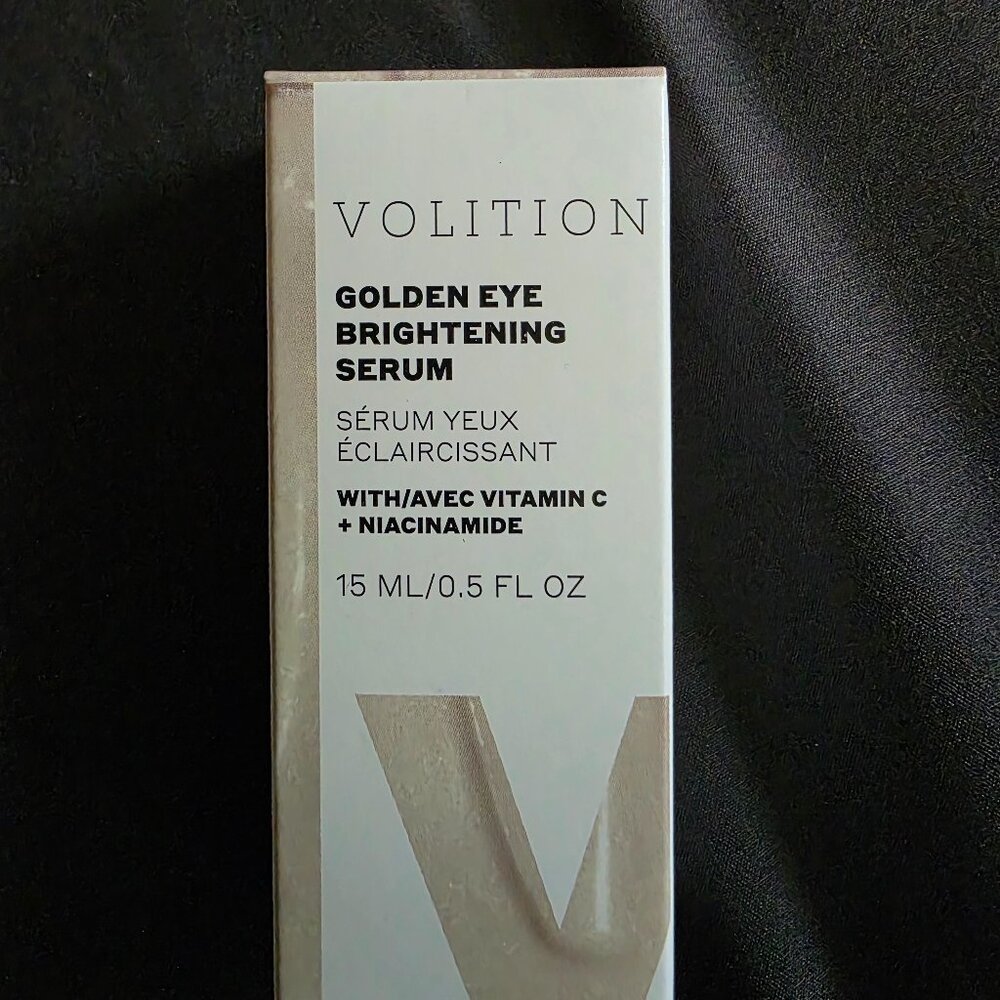 VOLITION
GOLDEN EYE
BRIGHTENING
SERUM
SÉRUM YEUX
ÉCLAIRCISSANT
WITH/AVEC VITAMIN C
+ NIACINAMIDE
15 ML/0.5 FL OZ
V